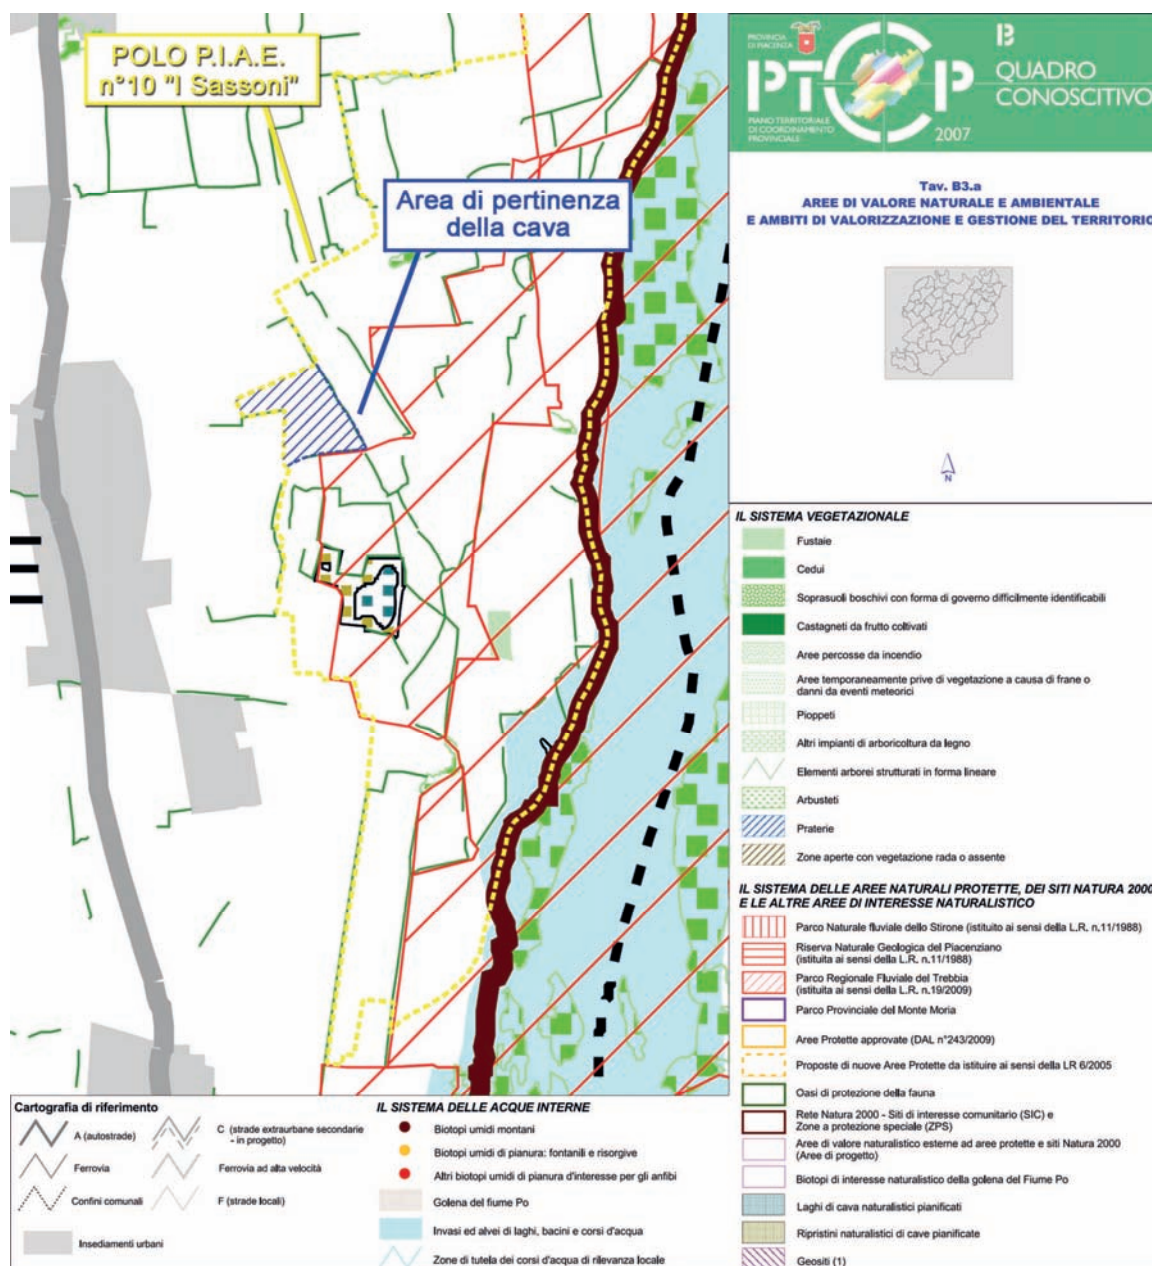 POLO P.I.A.E.
n°10 "I Sassoni"
Area di pertinenza
della cava
PROVINCIA
DI PIACENZA
PTCP
PIANO TERRITORIALE
DI COORDINAMENTO
PROVINCIALE
2007
B
QUADRO
CONOSCITIVO
Tav. B3.a
AREE DI VALORE NATURALE E AMBIENTALE
E AMBITI DI VALORIZZAZIONE E GESTIONE DEL TERRITORIO
N
IL SISTEMA VEGETAZIONALE
Fustaie
Cedui
Soprasuoli boschivi con forma di governo difficilmente identificabili
Castagneti da frutto coltivati
Aree percosse da incendio
Aree temporaneamente prive di vegetazione a causa di frane o
danni da eventi meteorici
Pioppeti
Altri impianti di arboricoltura da legno
Elementi arborei strutturati in forma lineare
Arbusteti
Praterie
Zone aperte con vegetazione rada o assente
IL SISTEMA DELLE AREE NATURALI PROTETTE, DEI SITI NATURA 2000
E LE ALTRE AREE DI INTERESSE NATURALISTICO
Parco Naturale fluviale dello Stirone (istituito ai sensi della L.R. n.11/1988)
Riserva Naturale Geologica del Piacenziano
(istituita ai sensi della L.R. n.11/1988)
Parco Regionale Fluviale del Trebbia
(istituita ai sensi della L.R. n.19/2009)
Parco Provinciale del Monte Moria
Aree Protette approvate (DAL n°243/2009)
Proposte di nuove Aree Protette da istituire ai sensi della LR 6/2005
Oasi di protezione della fauna
Rete Natura 2000 - Siti di interesse comunitario (SIC) e
Zone a protezione speciale (ZPS)
Aree di valore naturalistico esterne ad aree protette e siti Natura 2000
(Aree di progetto)
Biotopi di interesse naturalistico della golena del Fiume Po
Laghi di cava naturalistici pianificati
Ripristini naturalistici di cave pianificate
Geositi (1)
Cartografia di riferimento
A (autostrade)
C (strade extraurbane secondarie
- in progetto)
Ferrovia
Ferrovia ad alta velocità
Confini comunali
F (strade locali)
Insediamenti urbani
IL SISTEMA DELLE ACQUE INTERNE
Biotopi umidi montani
Biotopi umidi di pianura: fontanili e risorgive
Altri biotopi umidi di pianura d'interesse per gli anfibi
Golena del fiume Po
Invasi ed alvei di laghi, bacini e corsi d'acqua
Zone di tutela dei corsi d'acqua di rilevanza locale